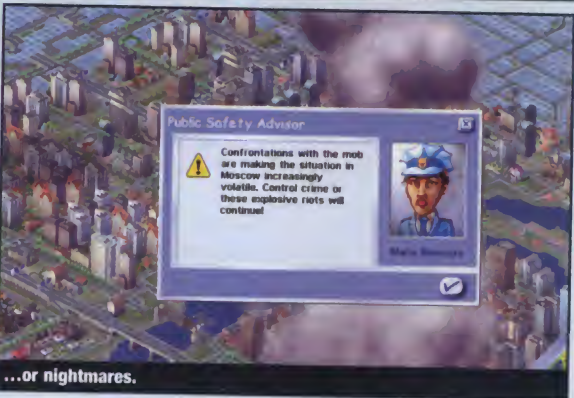 Public Safety Advisor
Confrontations with the mob
are making the situation in
Moscow increasingly
volatile. Control crime or
these explosive riots will
continue!
Maria
...or nightmares.